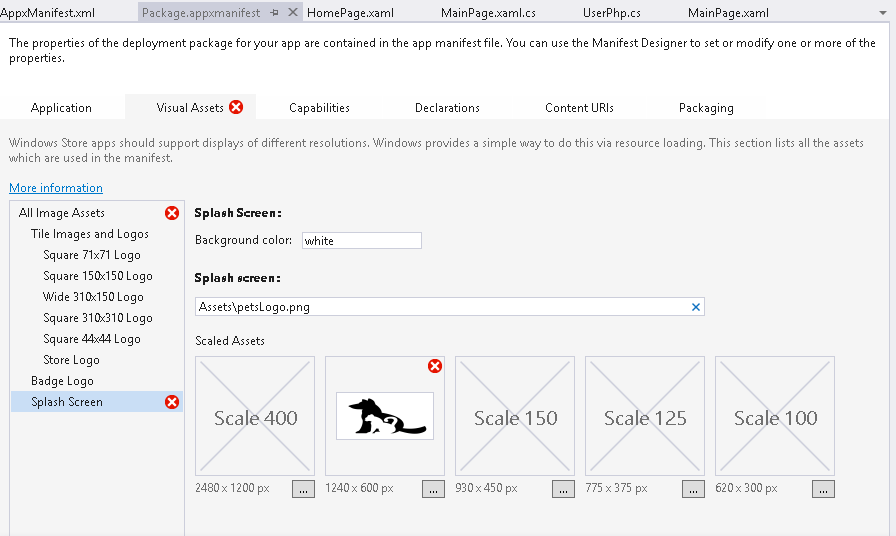 AppxManifest.xml Package.appxmanifest HomePage.xaml MainPage.xaml.cs UserPhp.cs MainPage.xaml
The properties of the deployment package for your app are contained in the app manifest file. You can use the Manifest Designer to set or modify one or more of the
properties.
Application Visual Assets Capabilities Declarations Content URIs Packaging
Windows Store apps should support displays of different resolutions. Windows provides a simple way to do this via resource loading. This section lists all the assets
which are used in the manifest.
More information
All Image Assets
Tile Images and Logos
Square 71x71 Logo
Square 150x150 Logo
Wide 310x150 Logo
Square 310x310 Logo
Square 44x44 Logo
Store Logo
Badge Logo
Splash Screen
Splash Screen:
Background color: white
Splash screen:
Assets\petsLogo.png
Scaled Assets
Scale 400 Scale 150 Scale 125 Scale 100
2480 x 1200 px ... 1240 x 600 px ... 930 x 450 px ... 775 x 375 px ... 620 x 300 px ...